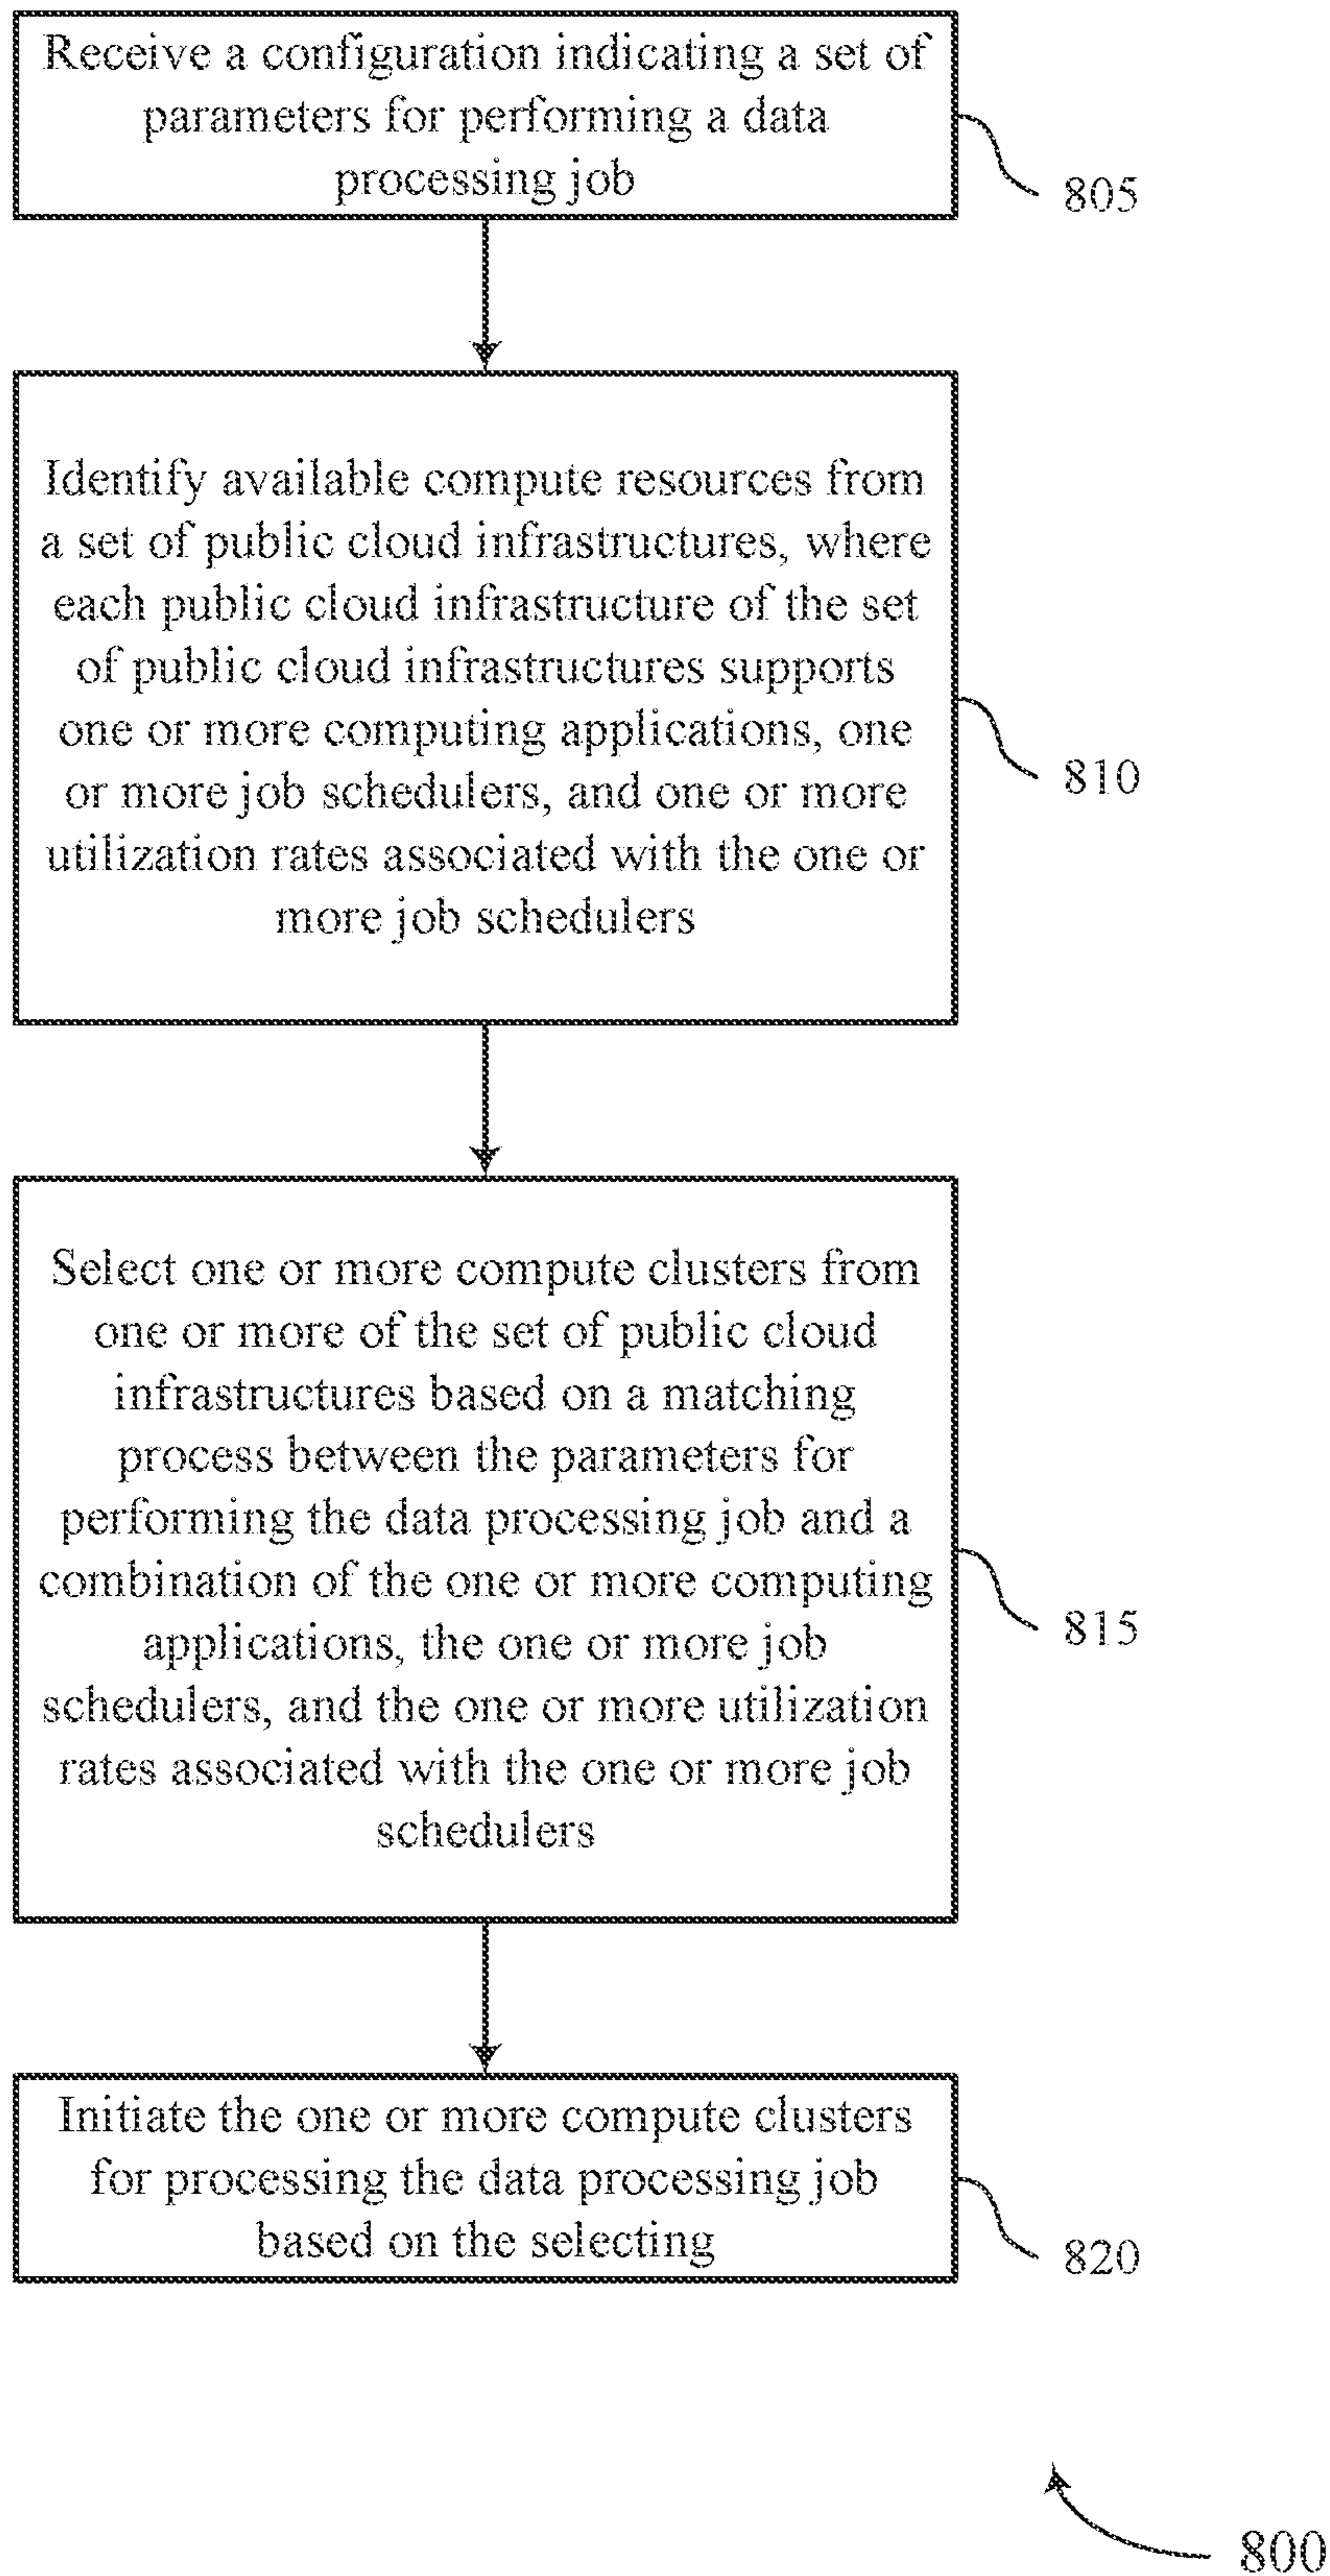 Receive a configuration indicating a set of
parameters for performing a data
processing job
805
Identify available compute resources from
a set of public cloud infrastructures, where
each public cloud infrastructure of the set
of public cloud infrastructures supports
one or more computing applications, one
or more job schedulers, and one or more
utilization rates associated with the one or
more job schedulers
810
Select one or more compute clusters from
one or more of the set of public cloud
infrastructures based on a matching
process between the parameters for
performing the data processing job and a
combination of the one or more computing
applications, the one or more job
schedulers, and the one or more utilization
rates associated with the one or more job
schedulers
815
Initiate the one or more compute clusters
for processing the data processing job
based on the selecting
820
800